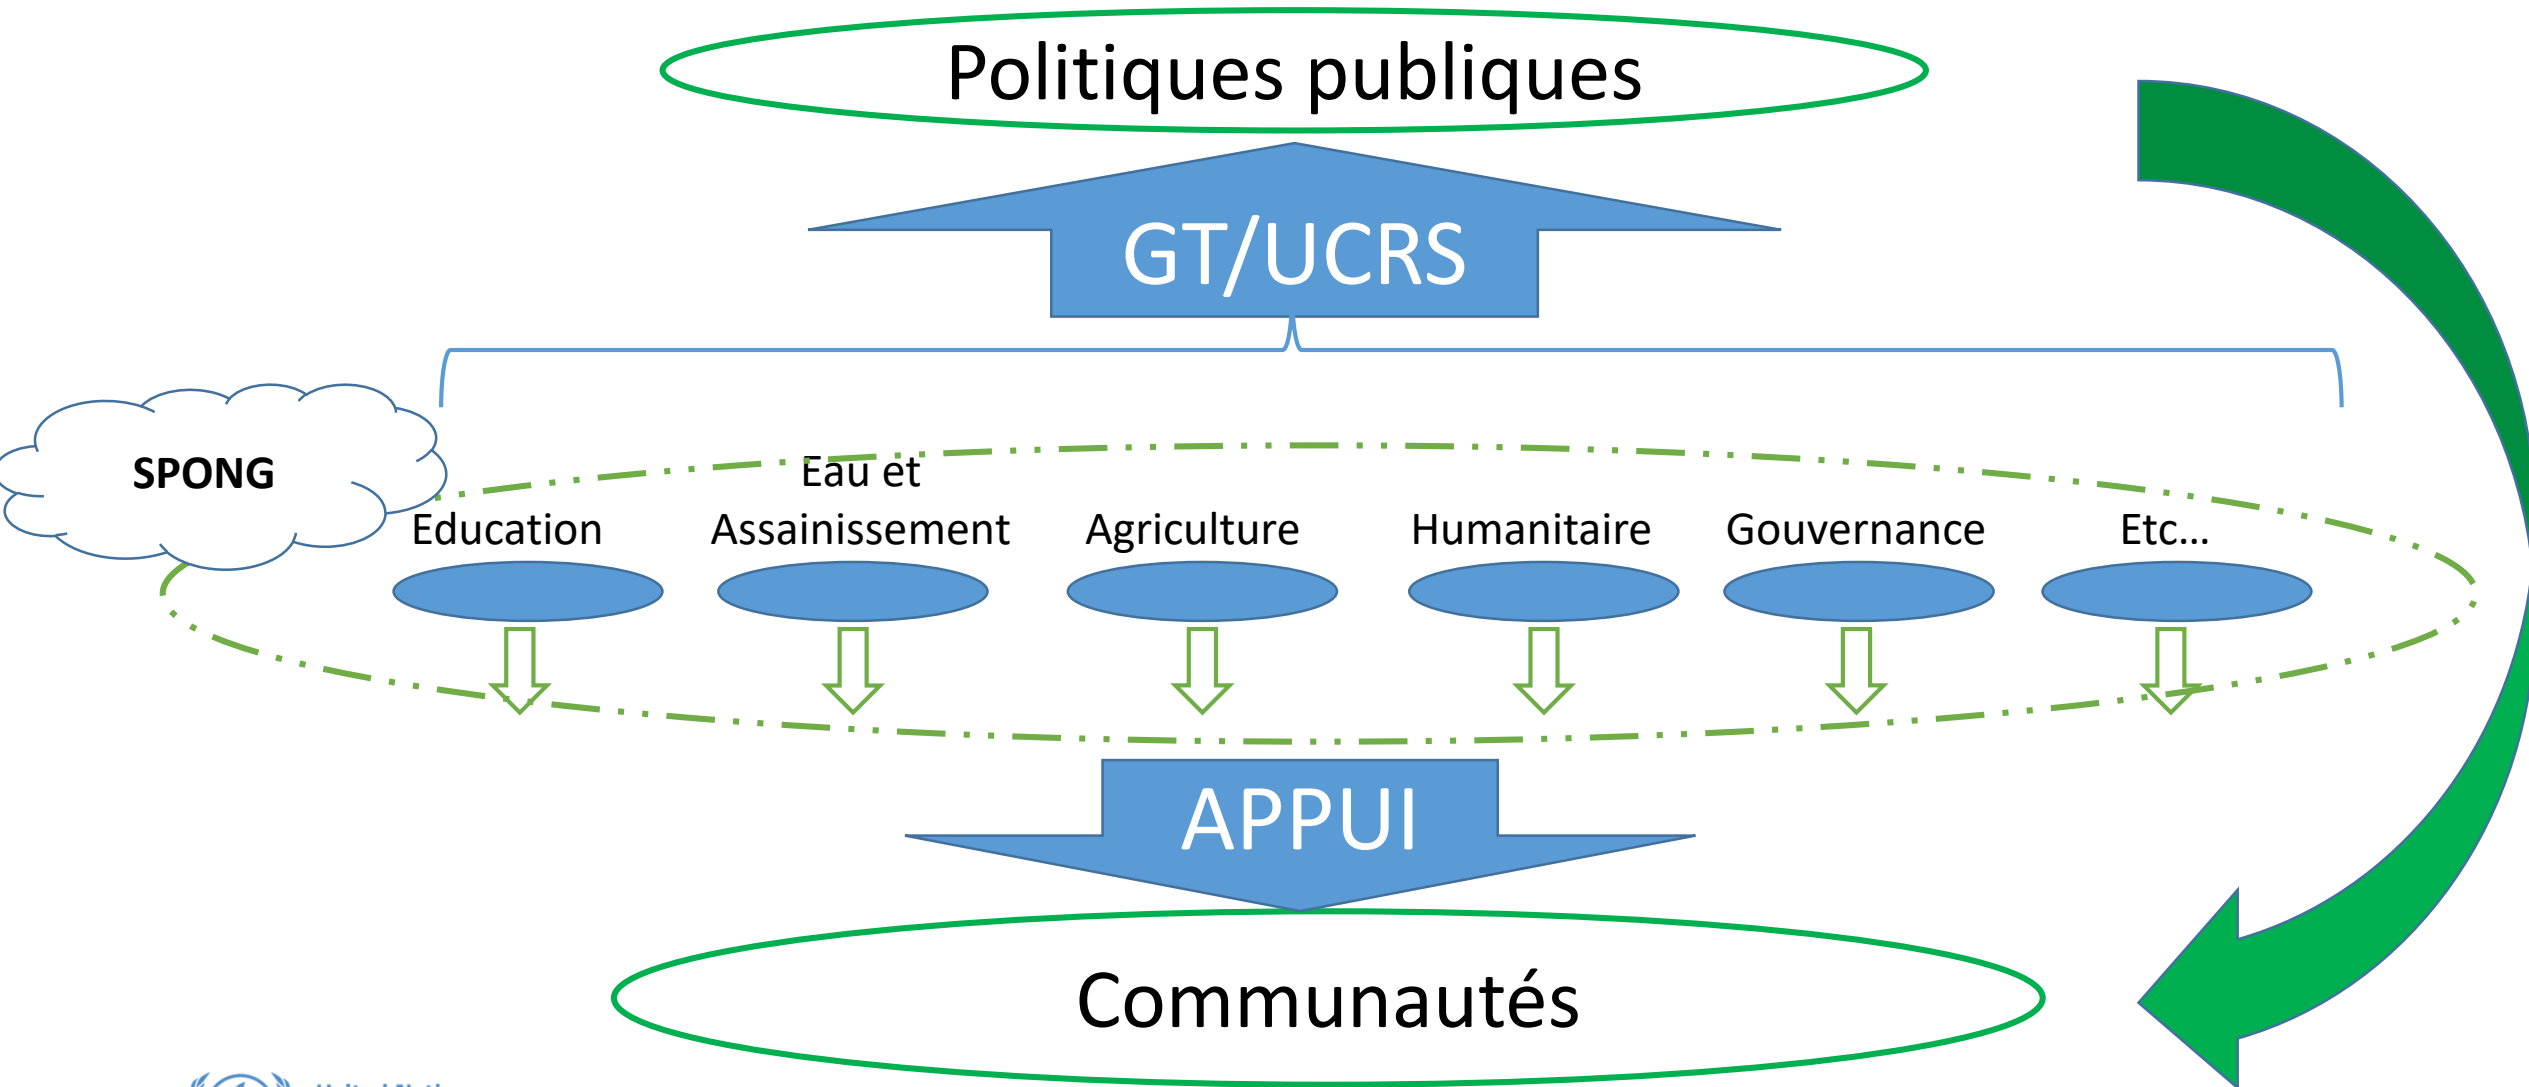 Politiques publiques
GT/UCRS
SPONG
Education
Eau et
Assainissement
Agriculture
Humanitaire
Gouvernance
Etc...
APPUI
Communautés